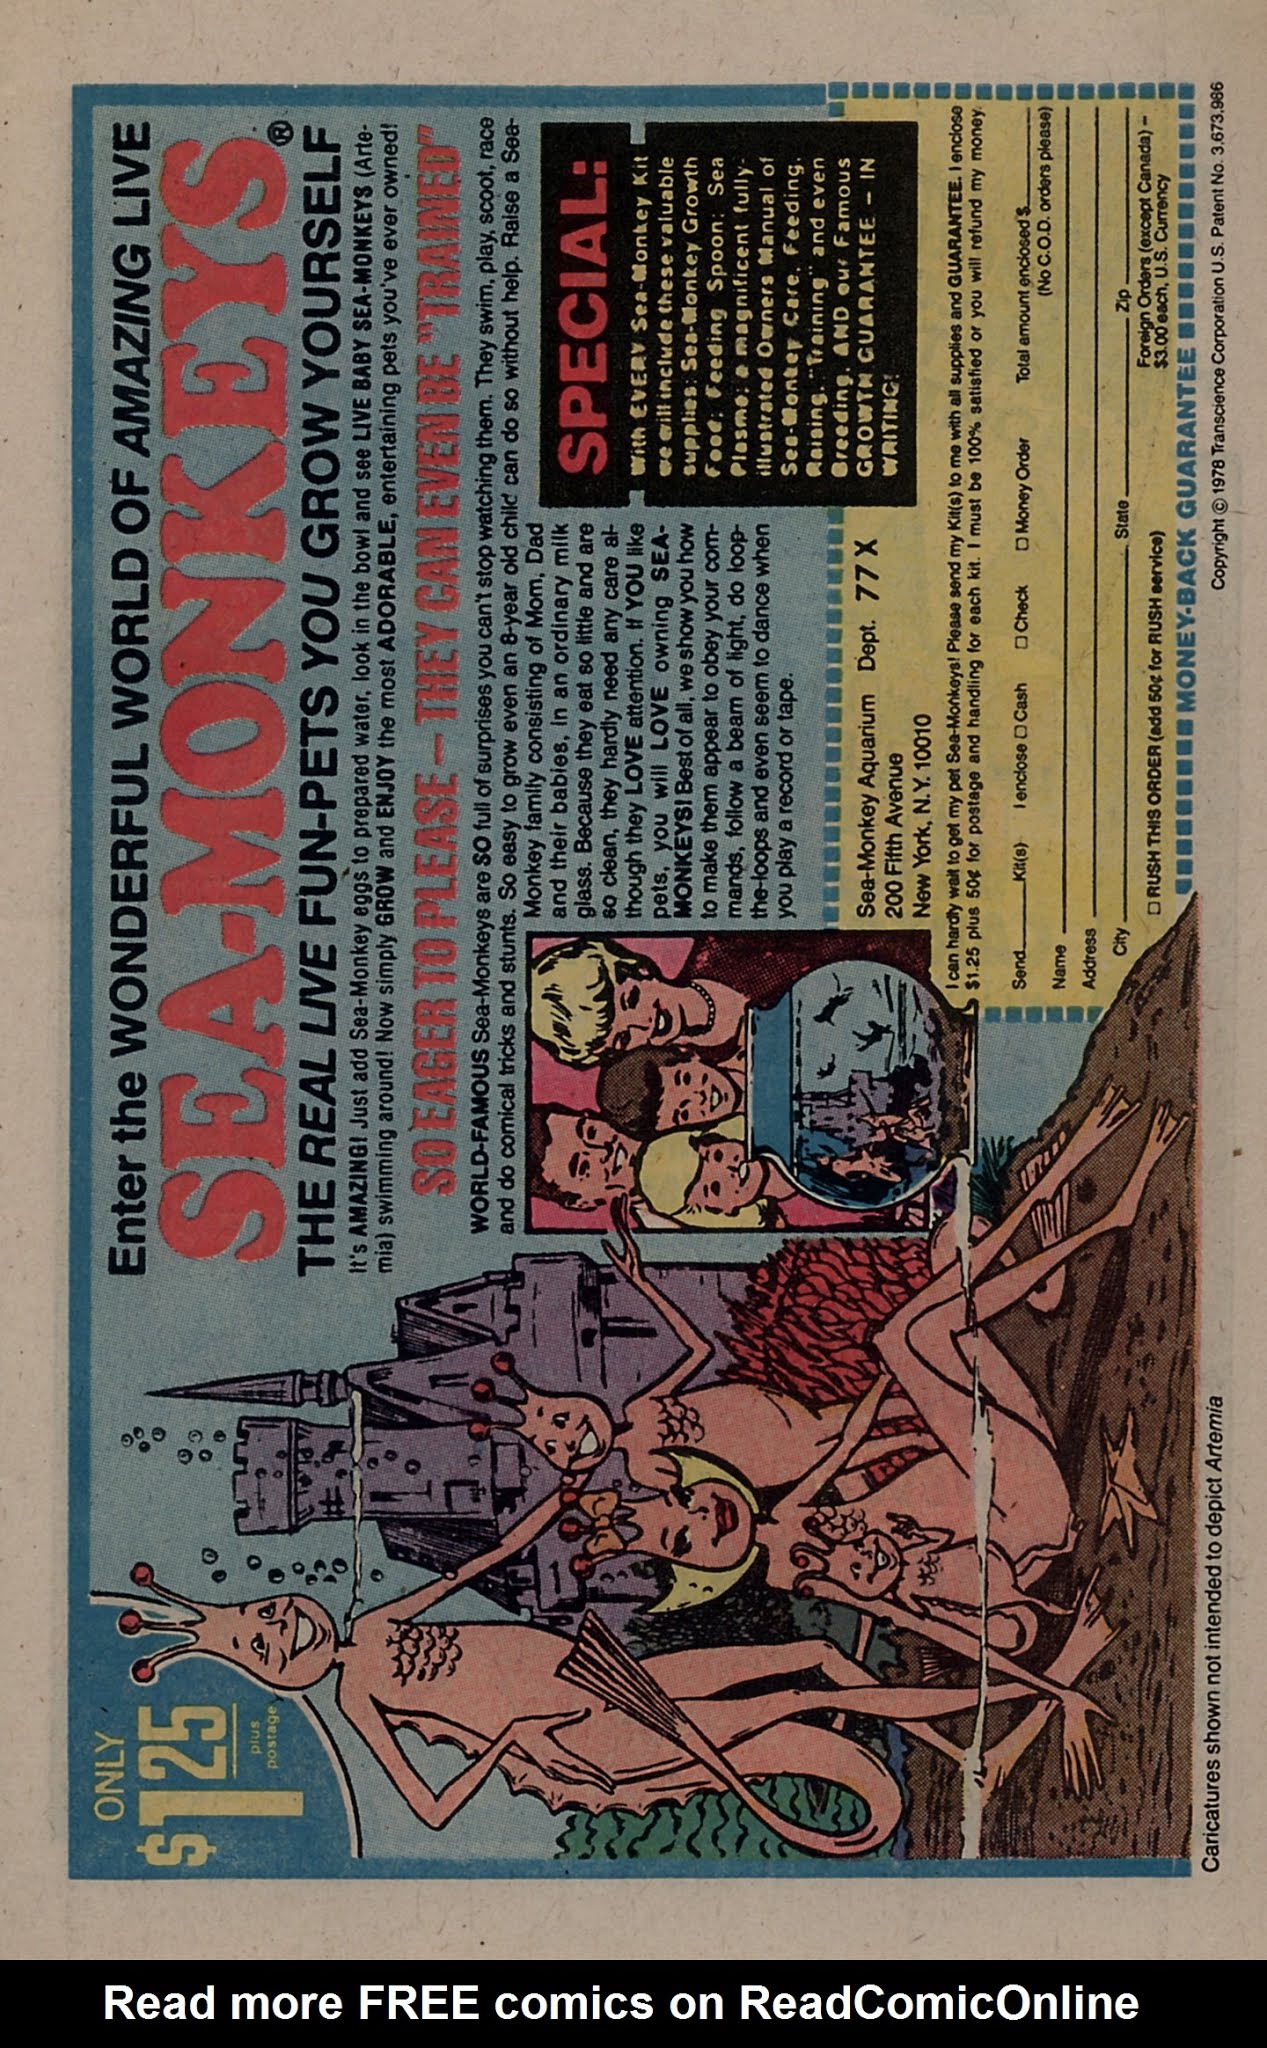 ONLY
$1.25
plus
postage
Enter the WONDERFUL WORLD OF AMAZING LIVE
SEA-MONKEYS®
THE REAL LIVE FUN-PETS YOU GROW YOURSELF
It's AMAZING! Just add Sea-Monkey eggs to prepared water, look in the bowl and see LIVE BABY SEA-MONKEYS (Arte-
mia) swimming around! Now simply GROW and ENJOY the most ADORABLE, entertaining pets you've ever owned!
SO EAGER TO PLEASE — THEY CAN EVEN BE "TRAINED"
WORLD-FAMOUS Sea-Monkeys are SO full of surprises you can't stop watching them. They swim, play, scoot, race
and do comical tricks and stunts. So easy to grow even an 8-year old child can do so without help. Raise a Sea-
Monkey family consisting of Mom, Dad
and their babies, in an ordinary milk
glass. Because they eat so little and are
so clean, they hardly need any care al-
though they LOVE attention. If YOU like
pets, you will LOVE owning SEA-
MONKEYS! Best of all, we show you how
to make them appear to obey your com-
mands, follow a beam of light, do loop-
the-loops and even seem to dance when
you play a record or tape.
SPECIAL:
With EVERY Sea-Monkey Kit
we will include these valuable
supplies: Sea-Monkey Growth
Food; Feeding Spoon; Sea
Plasma; a magnificent fully-
illustrated Owners Manual of
Sea-Monkey Care, Feeding,
Raising, "Training" and even
Breeding, AND our Famous
GROWTH GUARANTEE – IN
WRITING!
Sea-Monkey Aquarium Dept. 77 X
200 Fifth Avenue
New York, N.Y. 10010
I can hardly wait to get my pet Sea-Monkeys! Please send my Kit(s) to me with all supplies and GUARANTEE. I enclose
$1.25 plus 50¢ for postage and handling for each kit. I must be 100% satisfied or you will refund my money.
Send Kit(s) I enclose □ Cash □ Check □ Money Order Total amount enclosed $
(No C.O.D. orders please)
Name
Address
City State Zip
□ RUSH THIS ORDER (add 50¢ for RUSH service)
Foreign Orders (except Canada) –
$3.00 each, U.S. Currency
MONEY-BACK GUARANTEE
Caricatures shown not intended to depict Artemia
Copyright © 1978 Transcience Corporation U.S. Patent No. 3,673,986
Read more FREE comics on ReadComicOnline